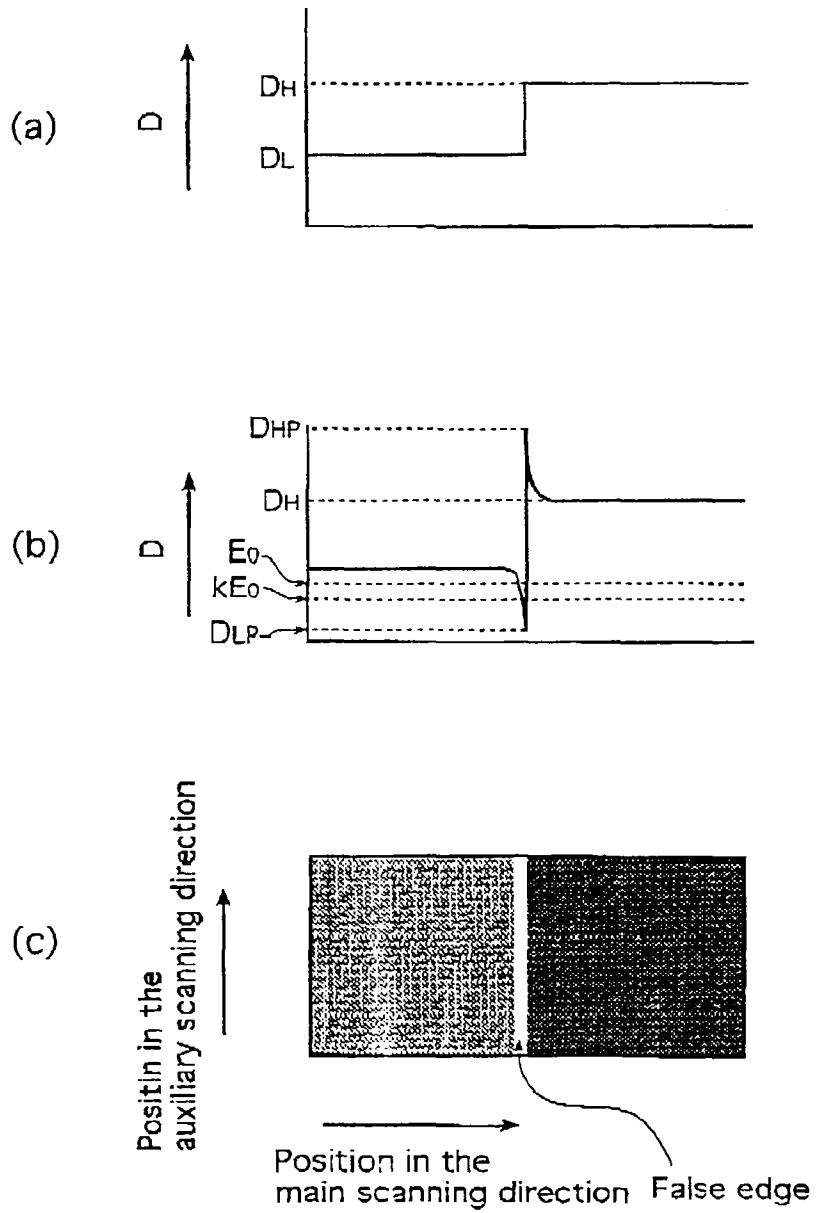 (a)
D
DH
DL
(b)
D
DHP
DH
E0
kE0
DLP
(c)
Positin in the
auxiliary scanning direction
Position in the
main scanning direction
False edge